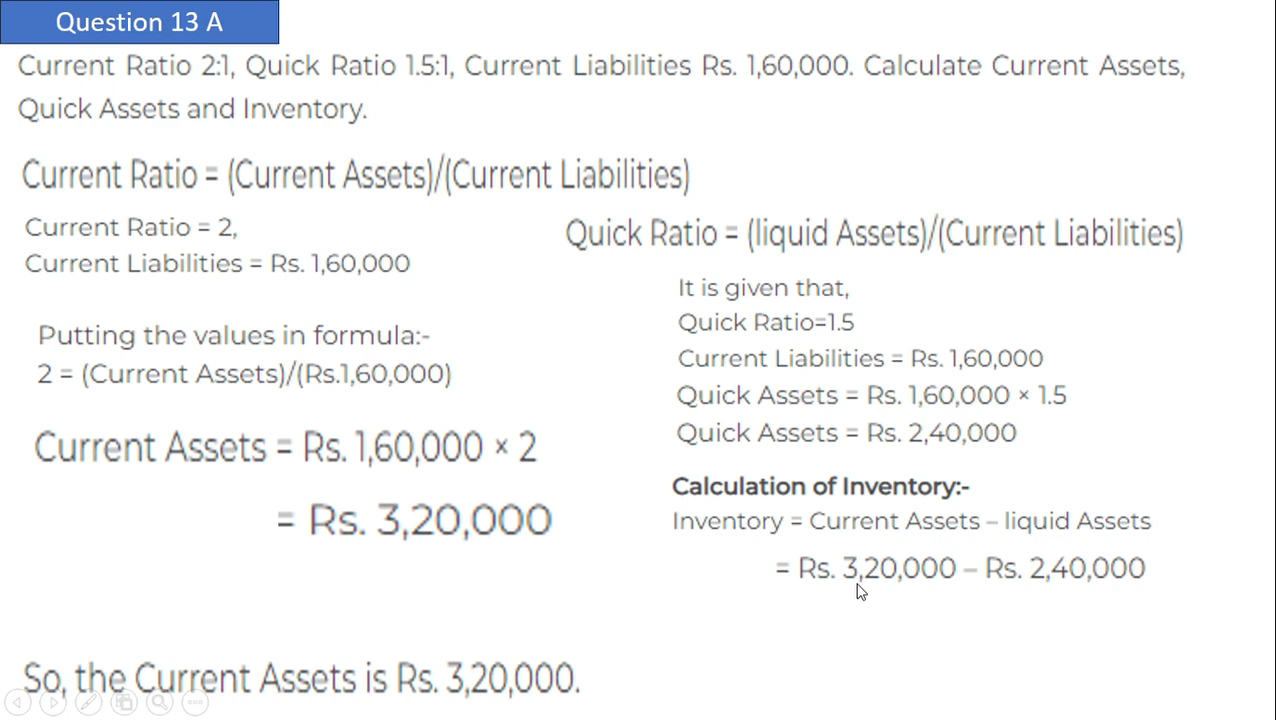 Question 13 A
Current Ratio 2:1, Quick Ratio 1.5:1, Current Liabilities Rs. 1,60,000. Calculate Current Assets,
Quick Assets and Inventory.
Current Ratio = (Current Assets)/(Current Liabilities)
Current Ratio = 2,
Current Liabilities = Rs. 1,60,000
Putting the values in formula:-
2 = (Current Assets)/(Rs.1,60,000)
Current Assets = Rs. 1,60,000 × 2
= Rs. 3,20,000
Quick Ratio = (liquid Assets)/(Current Liabilities)
It is given that,
Quick Ratio=1.5
Current Liabilities = Rs. 1,60,000
Quick Assets = Rs. 1,60,000 × 1.5
Quick Assets = Rs. 2,40,000
Calculation of Inventory:-
Inventory = Current Assets – liquid Assets
= Rs. 3,20,000 – Rs. 2,40,000
So, the Current Assets is Rs. 3,20,000.